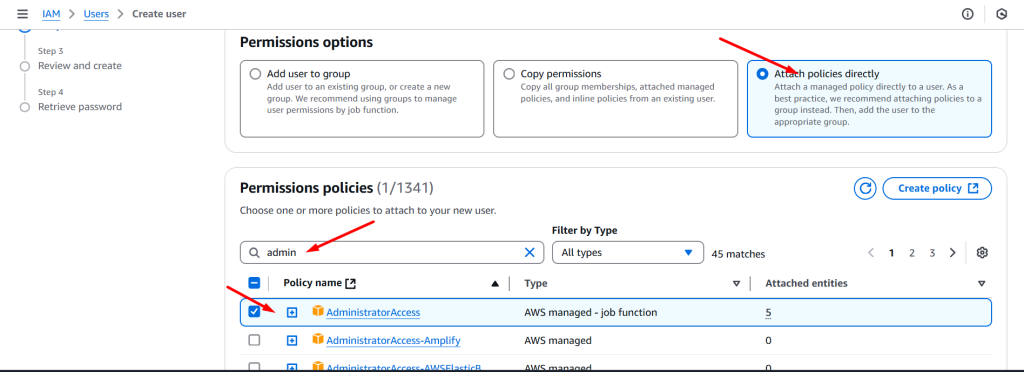 IAM > Users > Create user
Step 3
Review and create
Step 4
Retrieve password
Permissions options
Add user to group
Add user to an existing group, or create a new
group. We recommend using groups to manage
user permissions by job function.
Copy permissions
Copy all group memberships, attached managed
policies, and inline policies from an existing user.
Attach policies directly
Attach a managed policy directly to a user. As a
best practice, we recommend attaching policies to a
group instead. Then, add the user to the
appropriate group.
Permissions policies (1/1341)
Create policy
Choose one or more policies to attach to your new user.
Filter by Type
admin
All types
45 matches
1 2 3
Policy name
Type
Attached entities
AdministratorAccess
AWS managed - job function
5
AdministratorAccess-Amplify
AWS managed
0
AdministratorAccess-AWSElasticB
AWS managed
0